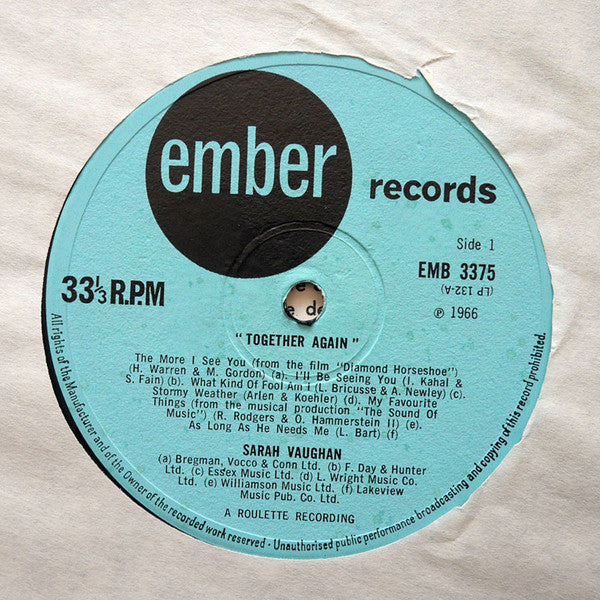 ember
records
Side 1
33⅓ R.P.M
EMB 3375
(LP 132-A)
℗ 1966
"TOGETHER AGAIN"
The More I See You (from the film "Diamond Horseshoe")
(H. Warren & M. Gordon) (a). I'll Be Seeing You (I. Kahal &
S. Fain) (b). What Kind Of Fool Am I (L. Bricusse & A. Newley) (c).
Stormy Weather (Arlen & Koehler) (d). My Favourite
Things (from the musical production "The Sound Of
Music") (R. Rodgers & O. Hammerstein II) (e).
As Long As He Needs Me (L. Bart) (f)
SARAH VAUGHAN
(a) Bregman, Vocco & Conn Ltd. (b) F. Day & Hunter
Ltd. (c) Essex Music Ltd. (d) L. Wright Music Co.
Ltd. (e) Williamson Music Ltd. (f) Lakeview
Music Pub. Co. Ltd.
A ROULETTE RECORDING
All rights of the Manufacturer and of the Owner of the recorded work reserved - Unauthorised public performance broadcasting and copying of this record prohibited.